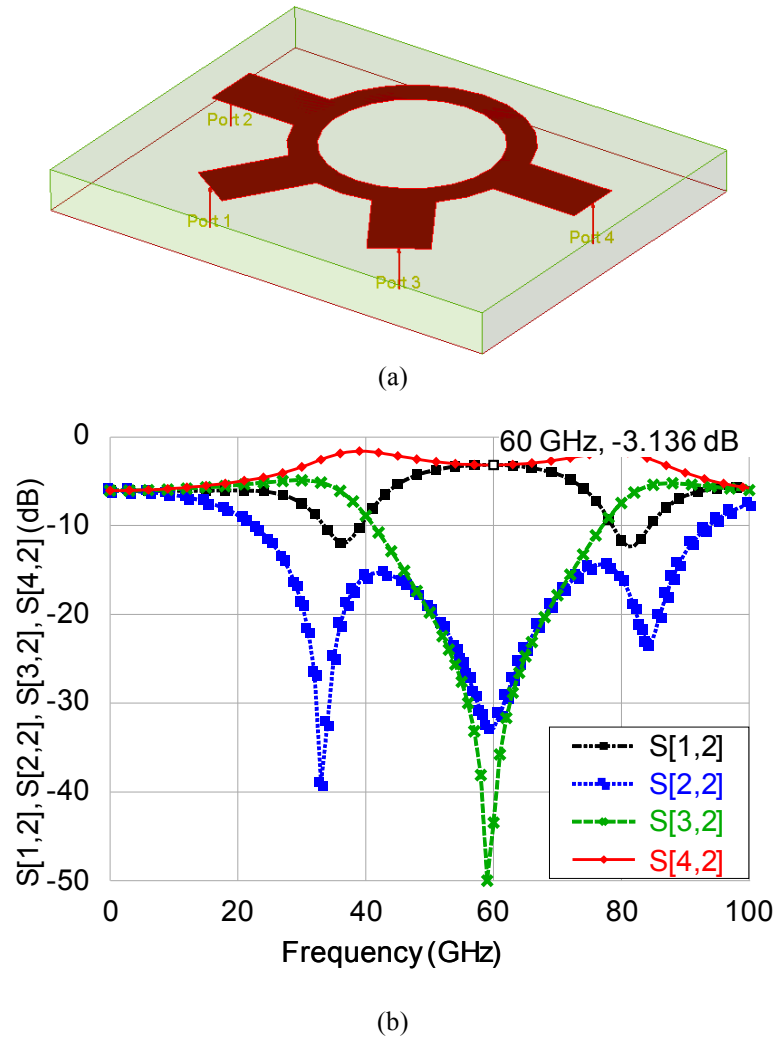 Port 2
Port 1
Port 4
Port 3
(a)
60 GHz, -3.136 dB
S[1,2], S[2,2], S[3,2], S[4,2] (dB)
0
-10
-20
-30
-40
-50
S[1,2]
S[2,2]
S[3,2]
S[4,2]
0 20 40 60 80 100
Frequency (GHz)
(b)